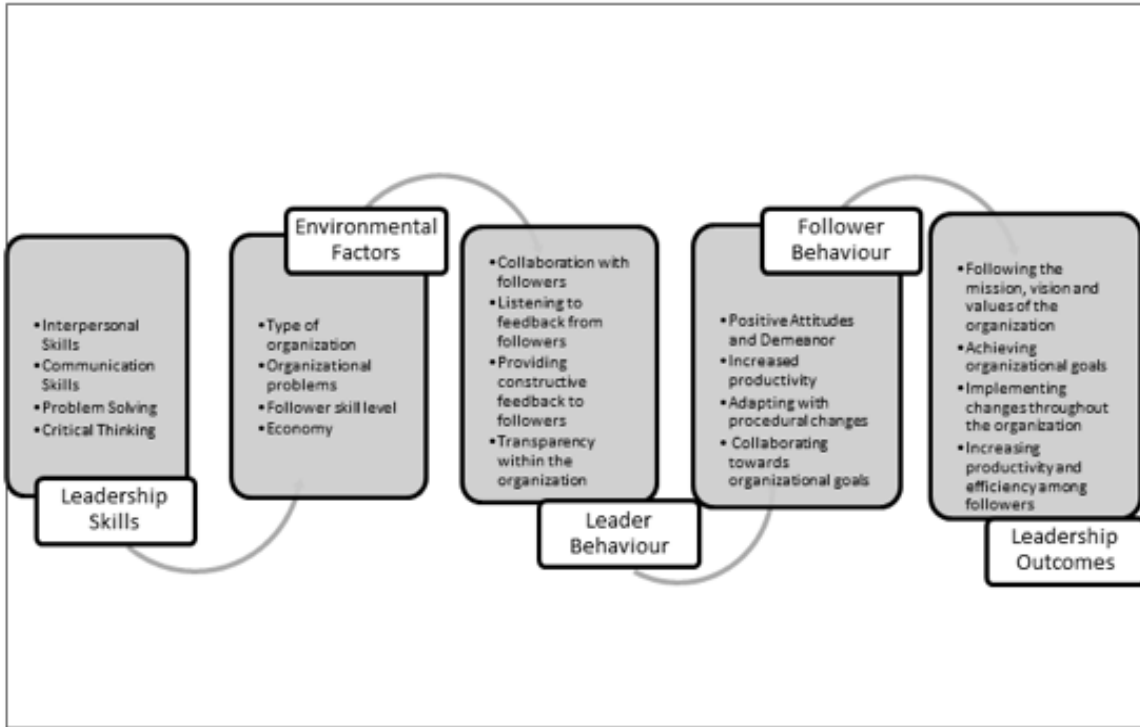 • Interpersonal
Skills
• Communication
Skills
• Problem Solving
• Critical Thinking
Leadership
Skills
Environmental
Factors
• Type of
organization
• Organizational
problems
• Follower skill level
• Economy
• Collaboration with
followers
• Listening to
feedback from
followers
• Providing
constructive
feedback to
followers
• Transparency
within the
organization
Leader
Behaviour
Follower
Behaviour
• Positive Attitudes
and Demeanor
• Increased
productivity
• Adapting with
procedural changes
• Collaborating
towards
organizational goals
• Following the
mission, vision and
values of the
organization
• Achieving
organizational goals
• Implementing
changes throughout
the organization
• Increasing
productivity and
efficiency among
followers
Leadership
Outcomes